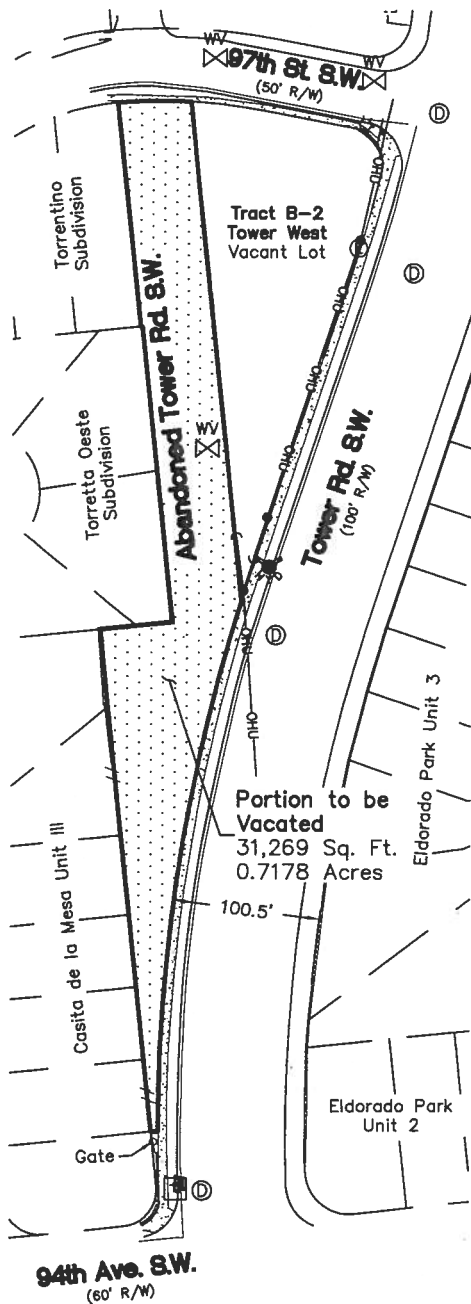 WV
WV
97th St. S.W.
(50' R/W)
D
Torrentino
Subdivision
Tract B-2
Tower West
Vacant Lot
OHU
D
OHU
Abandoned Tower Rd. S.W.
OHU
WV
Torretta Oeste
Subdivision
OHU
Tower Rd. S.W.
(100' R/W)
D
OHU
OHU
Eldorado Park Unit 3
Portion to be
Vacated
31,269 Sq. Ft.
0.7178 Acres
100.5'
Casita de la Mesa Unit III
Eldorado Park
Unit 2
Gate
D
94th Ave. S.W.
(60' R/W)